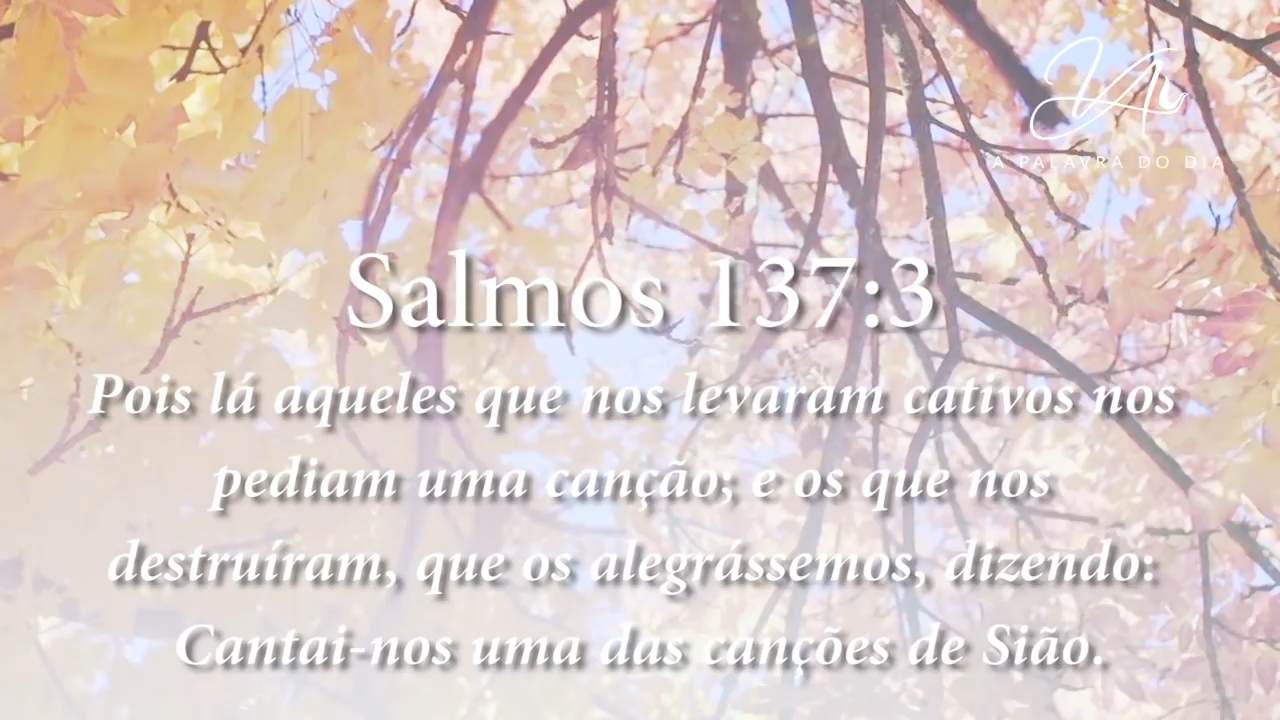 A PALAVRA DO DIA
Salmos 137:3
Pois lá aqueles que nos levaram cativos nos
pediam uma canção; e os que nos
destruíram, que os alegrássemos, dizendo:
Cantai-nos uma das canções de Sião.